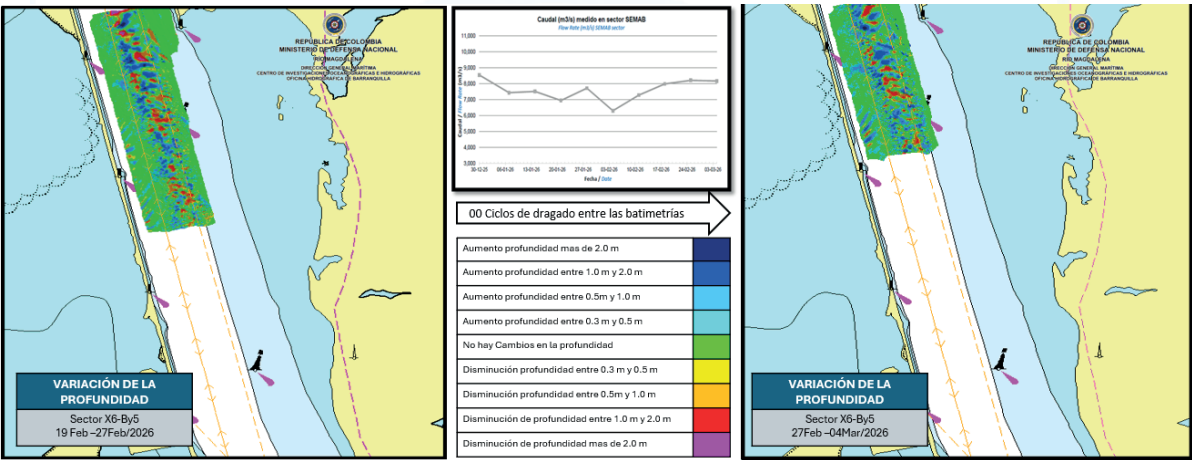 REPÚBLICA DE COLOMBIA
MINISTERIO DE DEFENSA NACIONAL
RÍO MAGDALENA
DIRECCIÓN GENERAL MARÍTIMA
CENTRO DE INVESTIGACIONES OCEANOGRÁFICAS E HIDROGRÁFICAS
OFICINA HIDROGRÁFICA DE BARRANQUILLA
VARIACIÓN DE LA
PROFUNDIDAD
Sector X6-By5
19 Feb –27Feb/2026
Caudal (m3/s) medido en sector SEMAB
Flow Rate (m3/s) SEMAB sector
Caudal / Flow Rate (m3/s)
11,000
10,000
9,000
8,000
7,000
6,000
5,000
4,000
3,000
30-12-25 06-01-26 13-01-26 20-01-26 27-01-26 03-02-26 10-02-26 17-02-26 24-02-26 03-03-26
Fecha / Date
00 Ciclos de dragado entre las batimetrías
Aumento profundidad mas de 2.0 m
Aumento profundidad entre 1.0 m y 2.0 m
Aumento profundidad entre 0.5m y 1.0 m
Aumento profundidad entre 0.3 m y 0.5 m
No hay Cambios en la profundidad
Disminución profundidad entre 0.3 m y 0.5 m
Disminución profundidad entre 0.5m y 1.0 m
Disminución de profundidad entre 1.0 m y 2.0 m
Disminución de profundidad mas de 2.0 m
REPÚBLICA DE COLOMBIA
MINISTERIO DE DEFENSA NACIONAL
RÍO MAGDALENA
DIRECCIÓN GENERAL MARÍTIMA
CENTRO DE INVESTIGACIONES OCEANOGRÁFICAS E HIDROGRÁFICAS
OFICINA HIDROGRÁFICA DE BARRANQUILLA
VARIACIÓN DE LA
PROFUNDIDAD
Sector X6-By5
27Feb –04Mar/2026